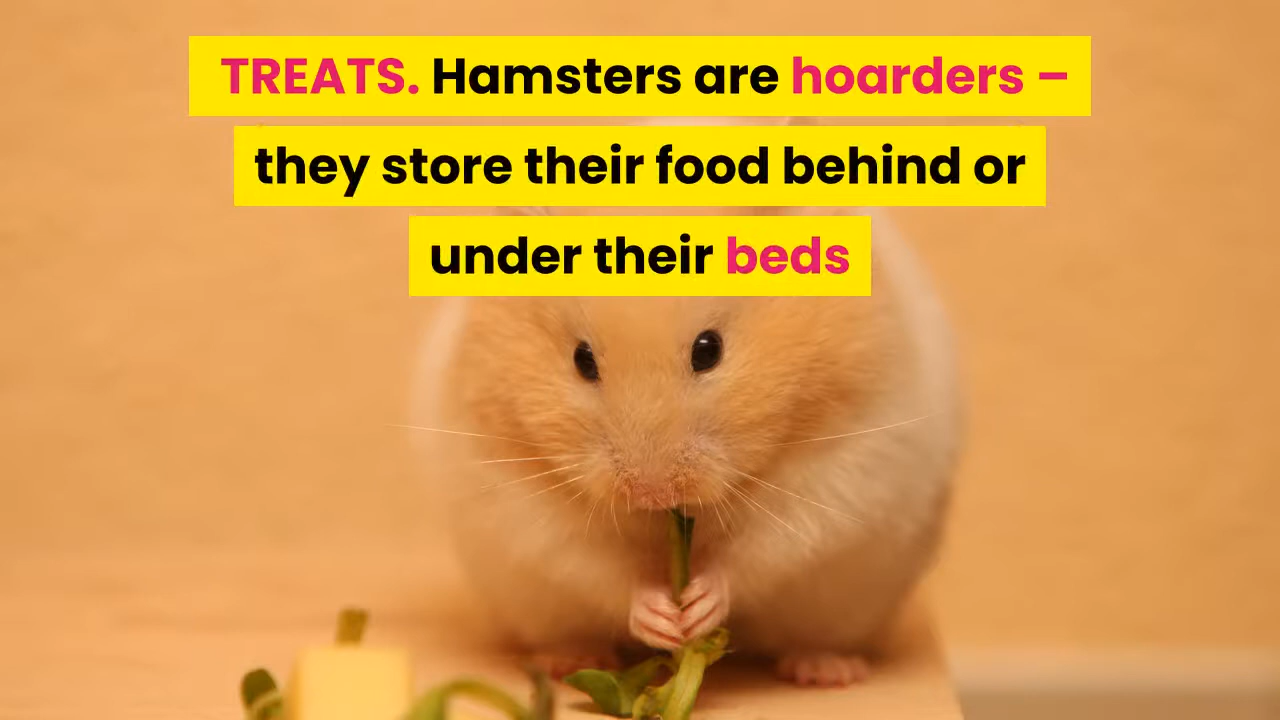 TREATS. Hamsters are hoarders –
they store their food behind or
under their beds